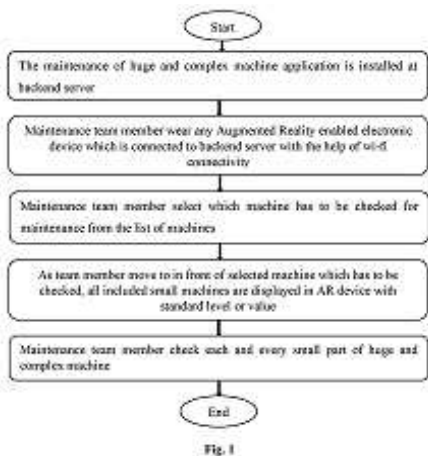 Start
The maintenance of huge and complex machine application is installed at
backend server
Maintenance team member wear any Augmented Reality enabled electronic
device which is connected to backend server with the help of wi-fi
connectivity
Maintenance team member select which machine has to be checked for
maintenance from the list of machines
As team member move to in front of selected machine which has to be
checked, all included small machines are displayed in AR device with
standard level or value
Maintenance team member check each and every small part of huge and
complex machine
End
Fig. 1